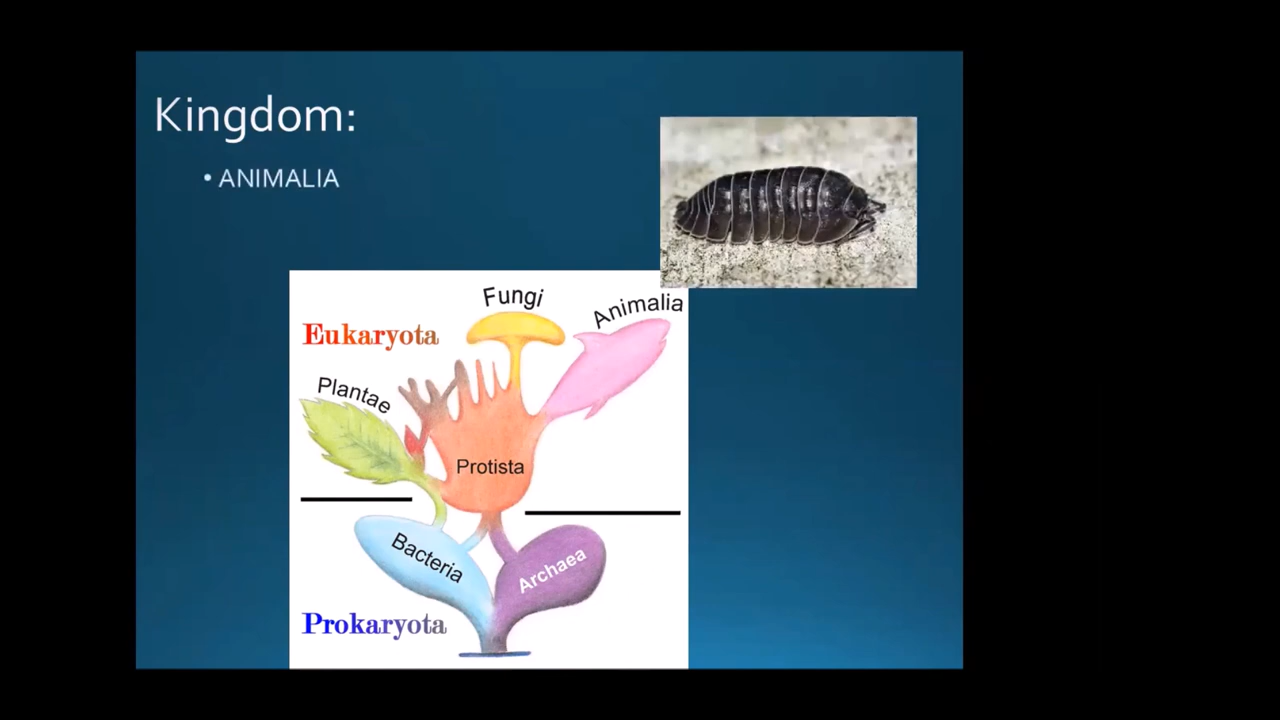 Kingdom:
• ANIMALIA
Fungi
Animalia
Eukaryota
Plantae
Protista
Bacteria
Archaea
Prokaryota